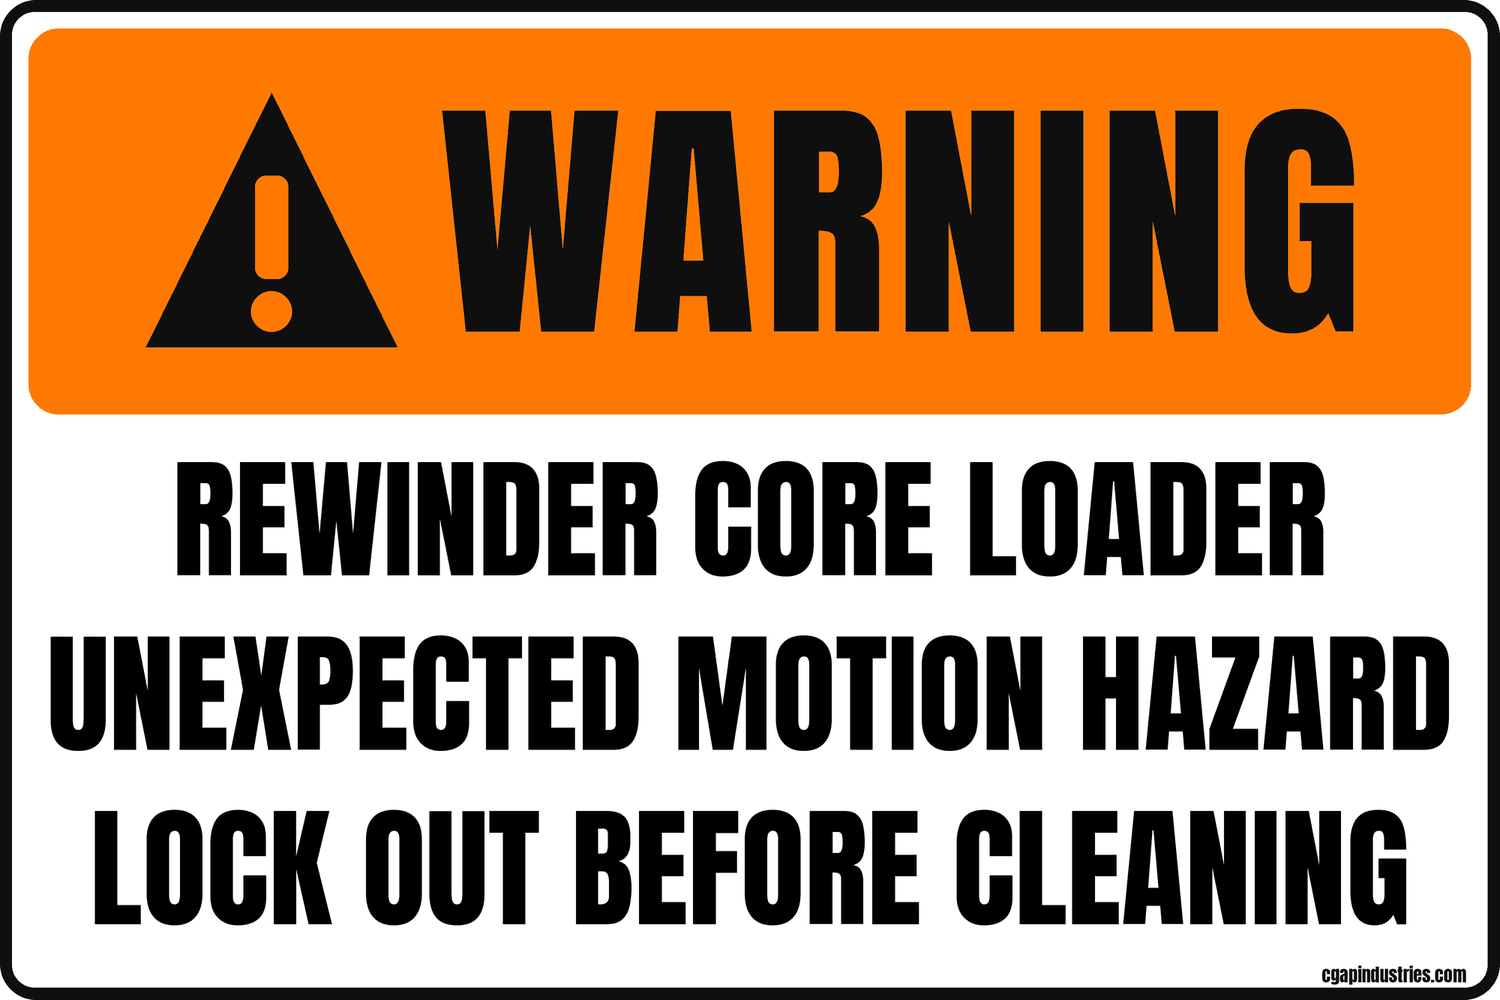 WARNING
REWINDER CORE LOADER
UNEXPECTED MOTION HAZARD
LOCK OUT BEFORE CLEANING
cgapindustries.com